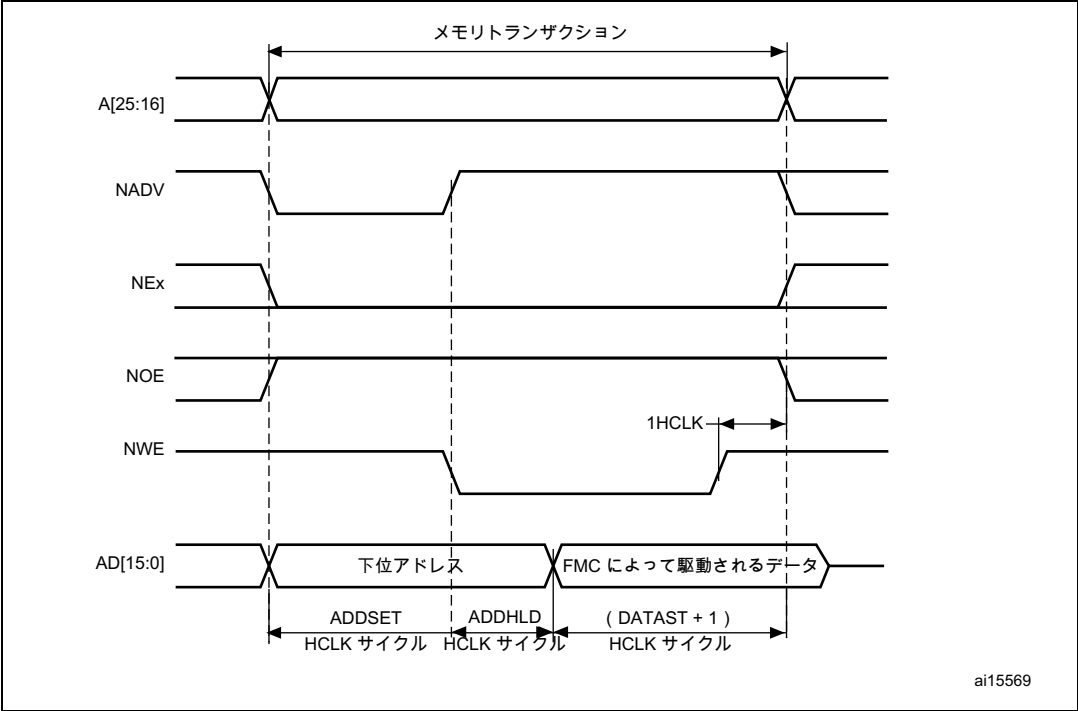 メモリトランザクション
A[25:16]
NADV
NEx
NOE
1HCLK
NWE
AD[15:0]
下位アドレス
FMC によって駆動されるデータ
ADDSET
HCLK サイクル
ADDHLD
HCLK サイクル
( DATAST + 1 )
HCLK サイクル
ai15569